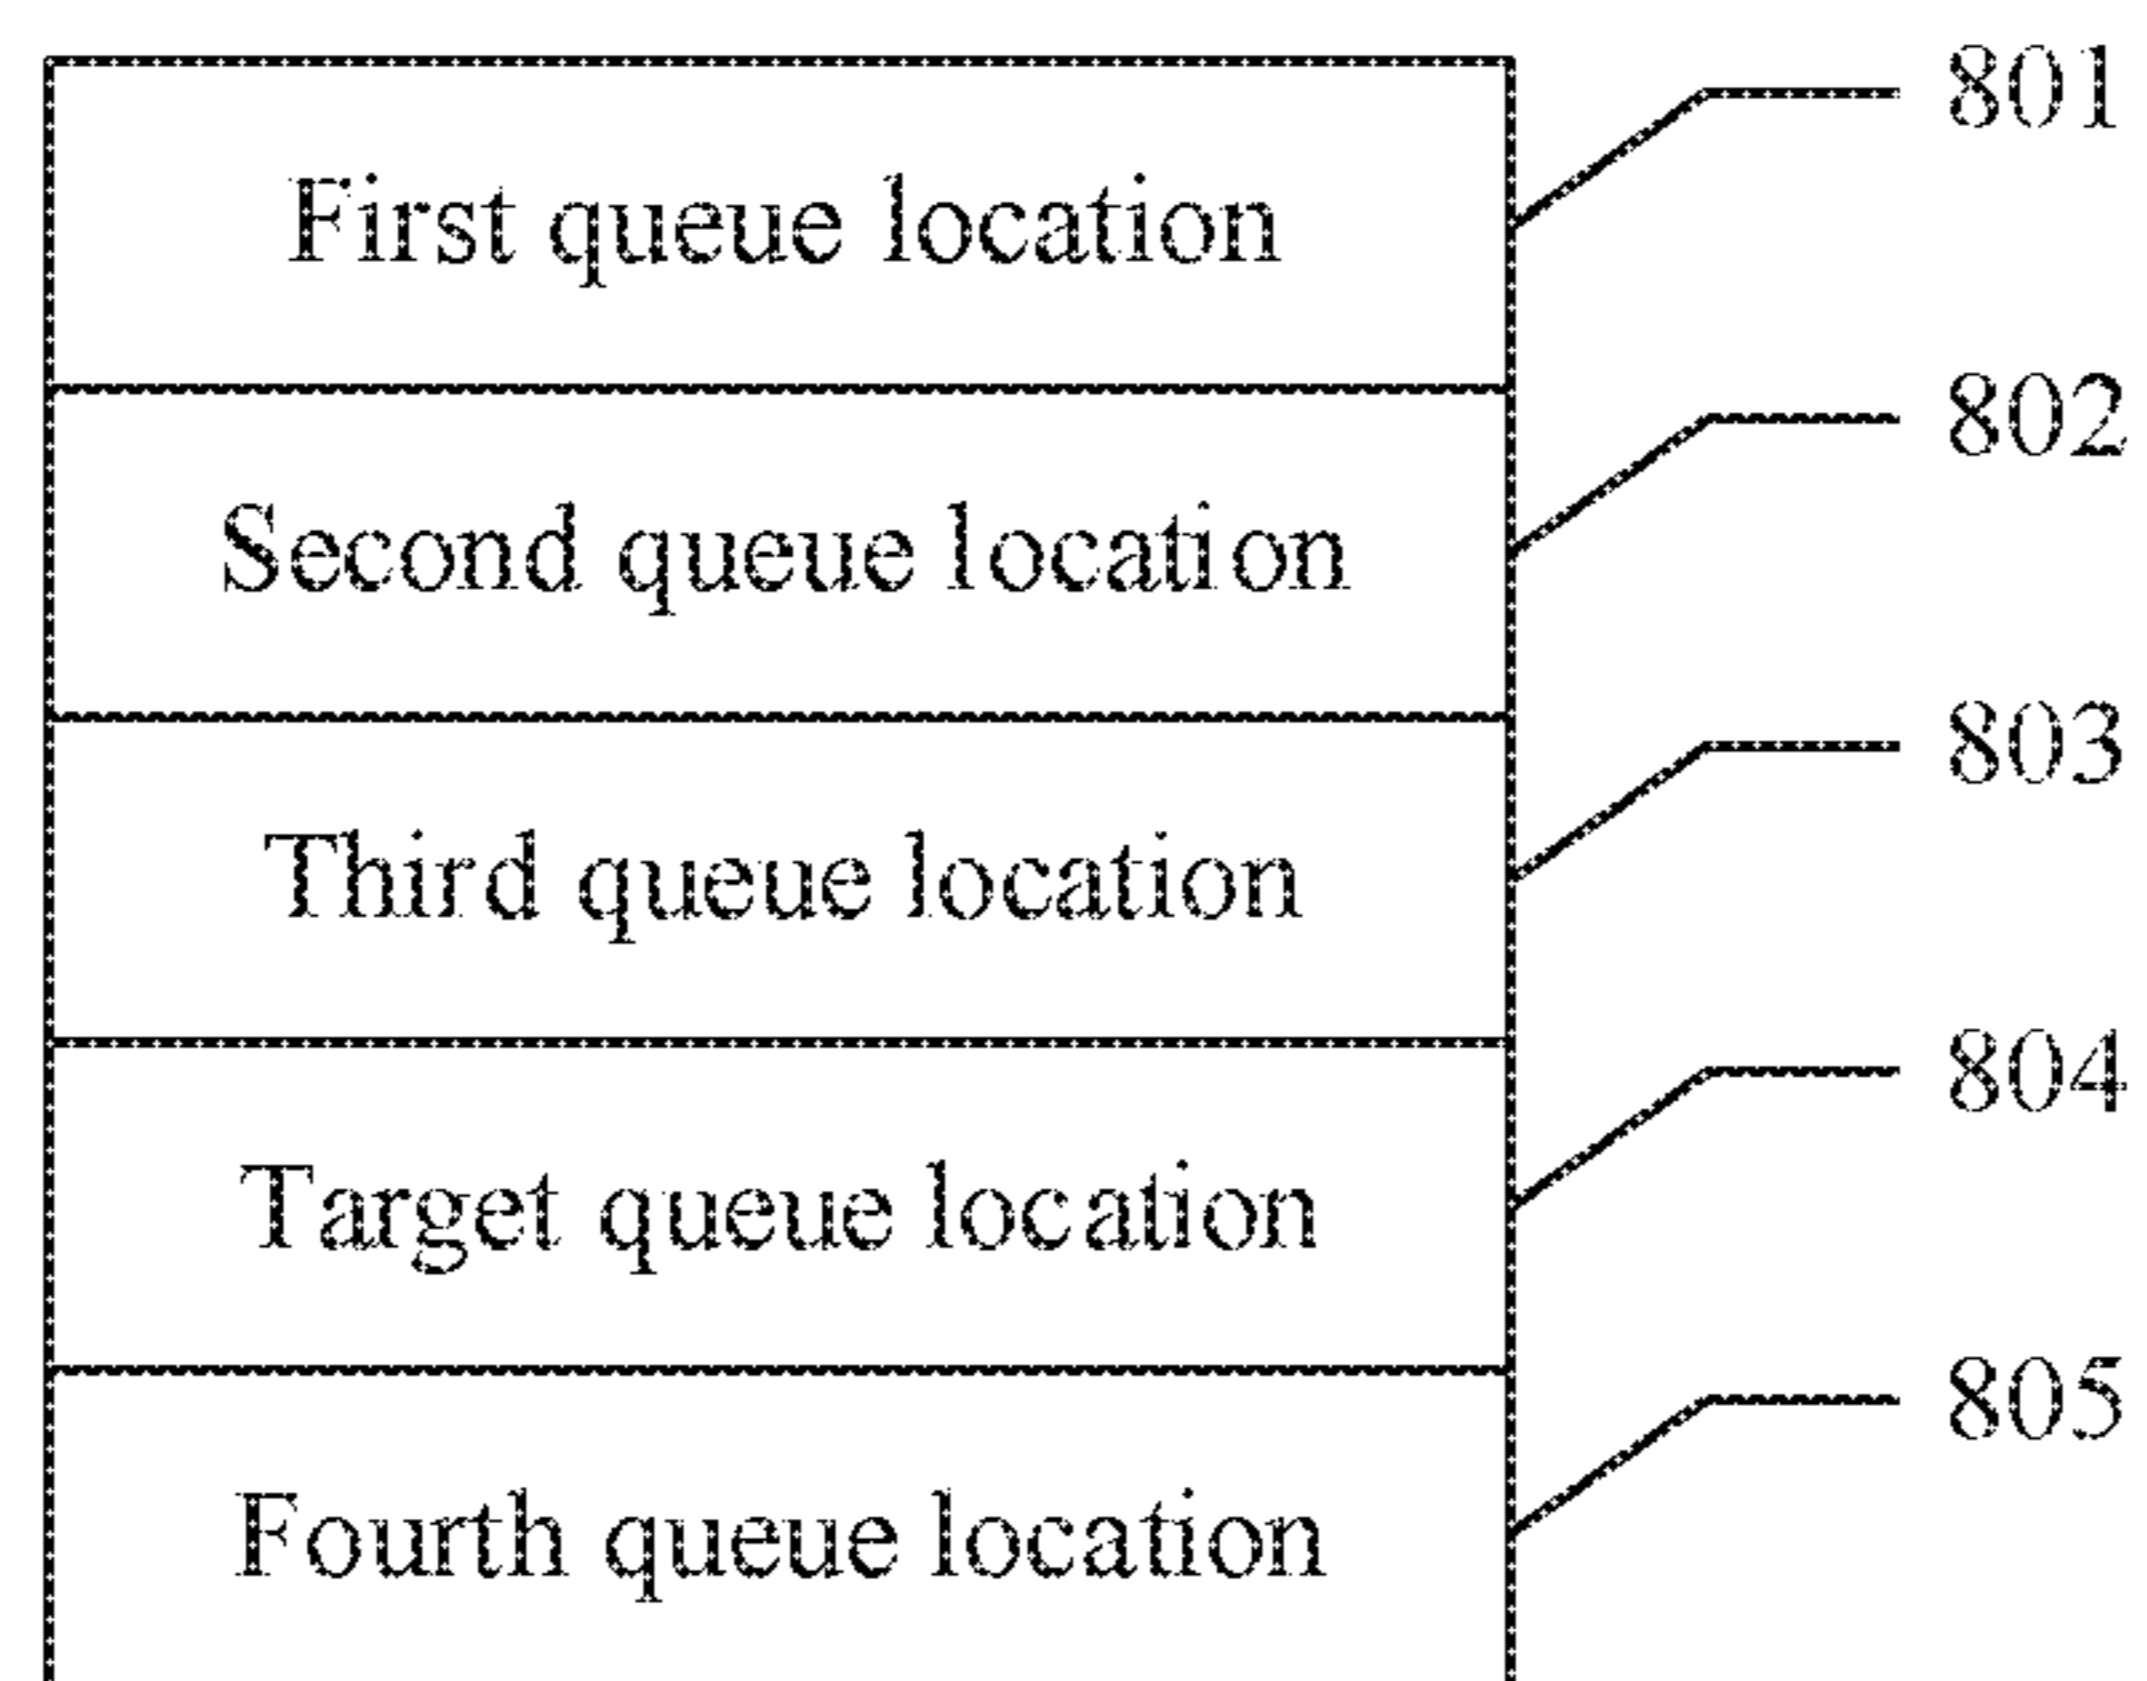 First queue location 801
Second queue location 802
Third queue location 803
Target queue location 804
Fourth queue location 805